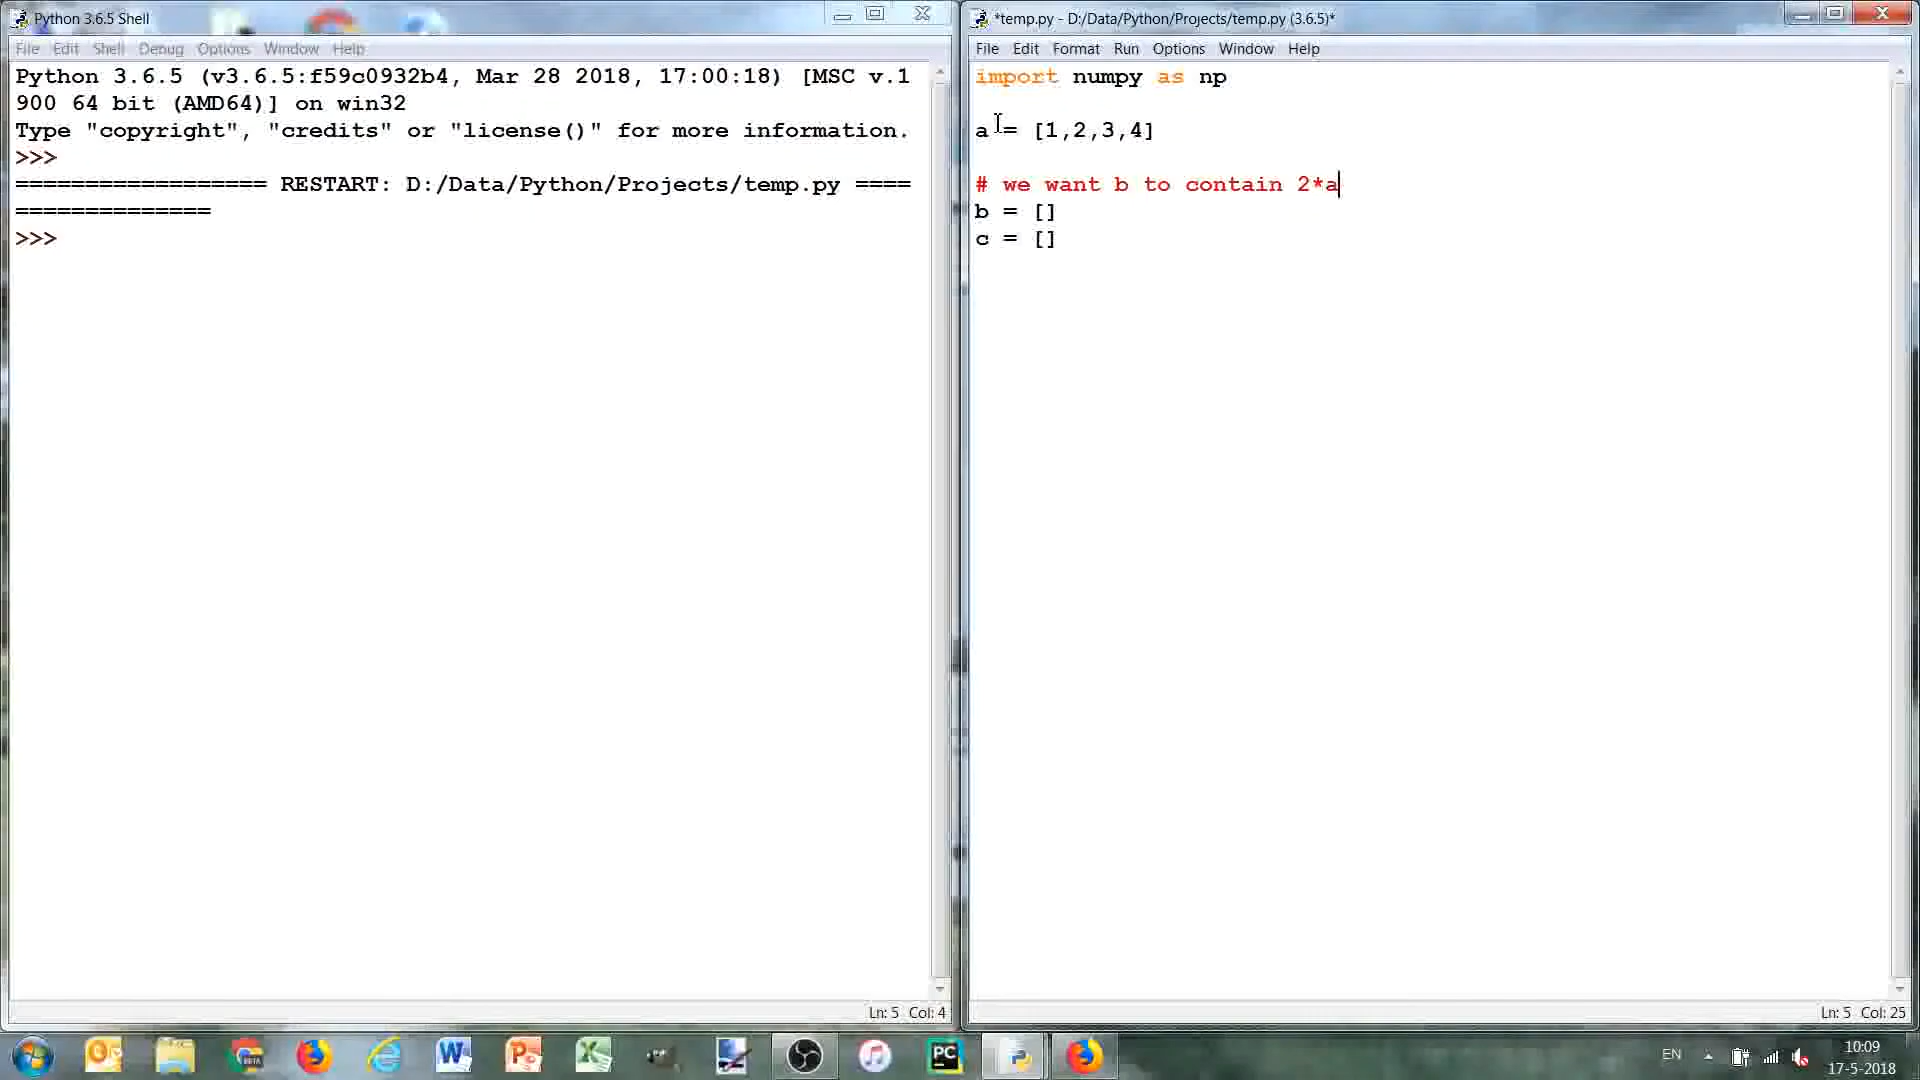 Python 3.6.5 Shell
File Edit Shell Debug Options Window Help
Python 3.6.5 (v3.6.5:f59c0932b4, Mar 28 2018, 17:00:18) [MSC v.1
900 64 bit (AMD64)] on win32
Type "copyright", "credits" or "license()" for more information.
>>>
================== RESTART: D:/Data/Python/Projects/temp.py ====
==============
>>>
Ln: 5 Col: 4
*temp.py - D:/Data/Python/Projects/temp.py (3.6.5)*
File Edit Format Run Options Window Help
import numpy as np
a = [1,2,3,4]
# we want b to contain 2*a
b = []
c = []
Ln: 5 Col: 25
BETA
PC
EN
10:09
17-5-2018